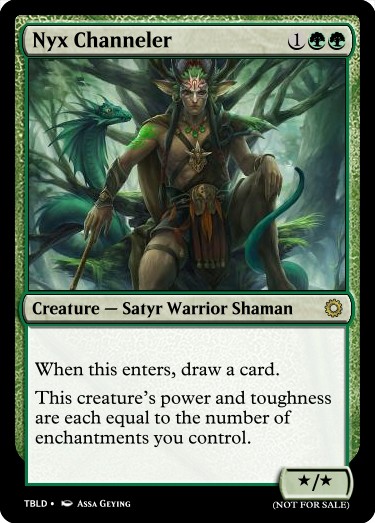 Nyx Channeler 1
Creature — Satyr Warrior Shaman
When this enters, draw a card.
This creature's power and toughness
are each equal to the number of
enchantments you control.
★/★
TBLD • Assa Geying
(NOT FOR SALE)